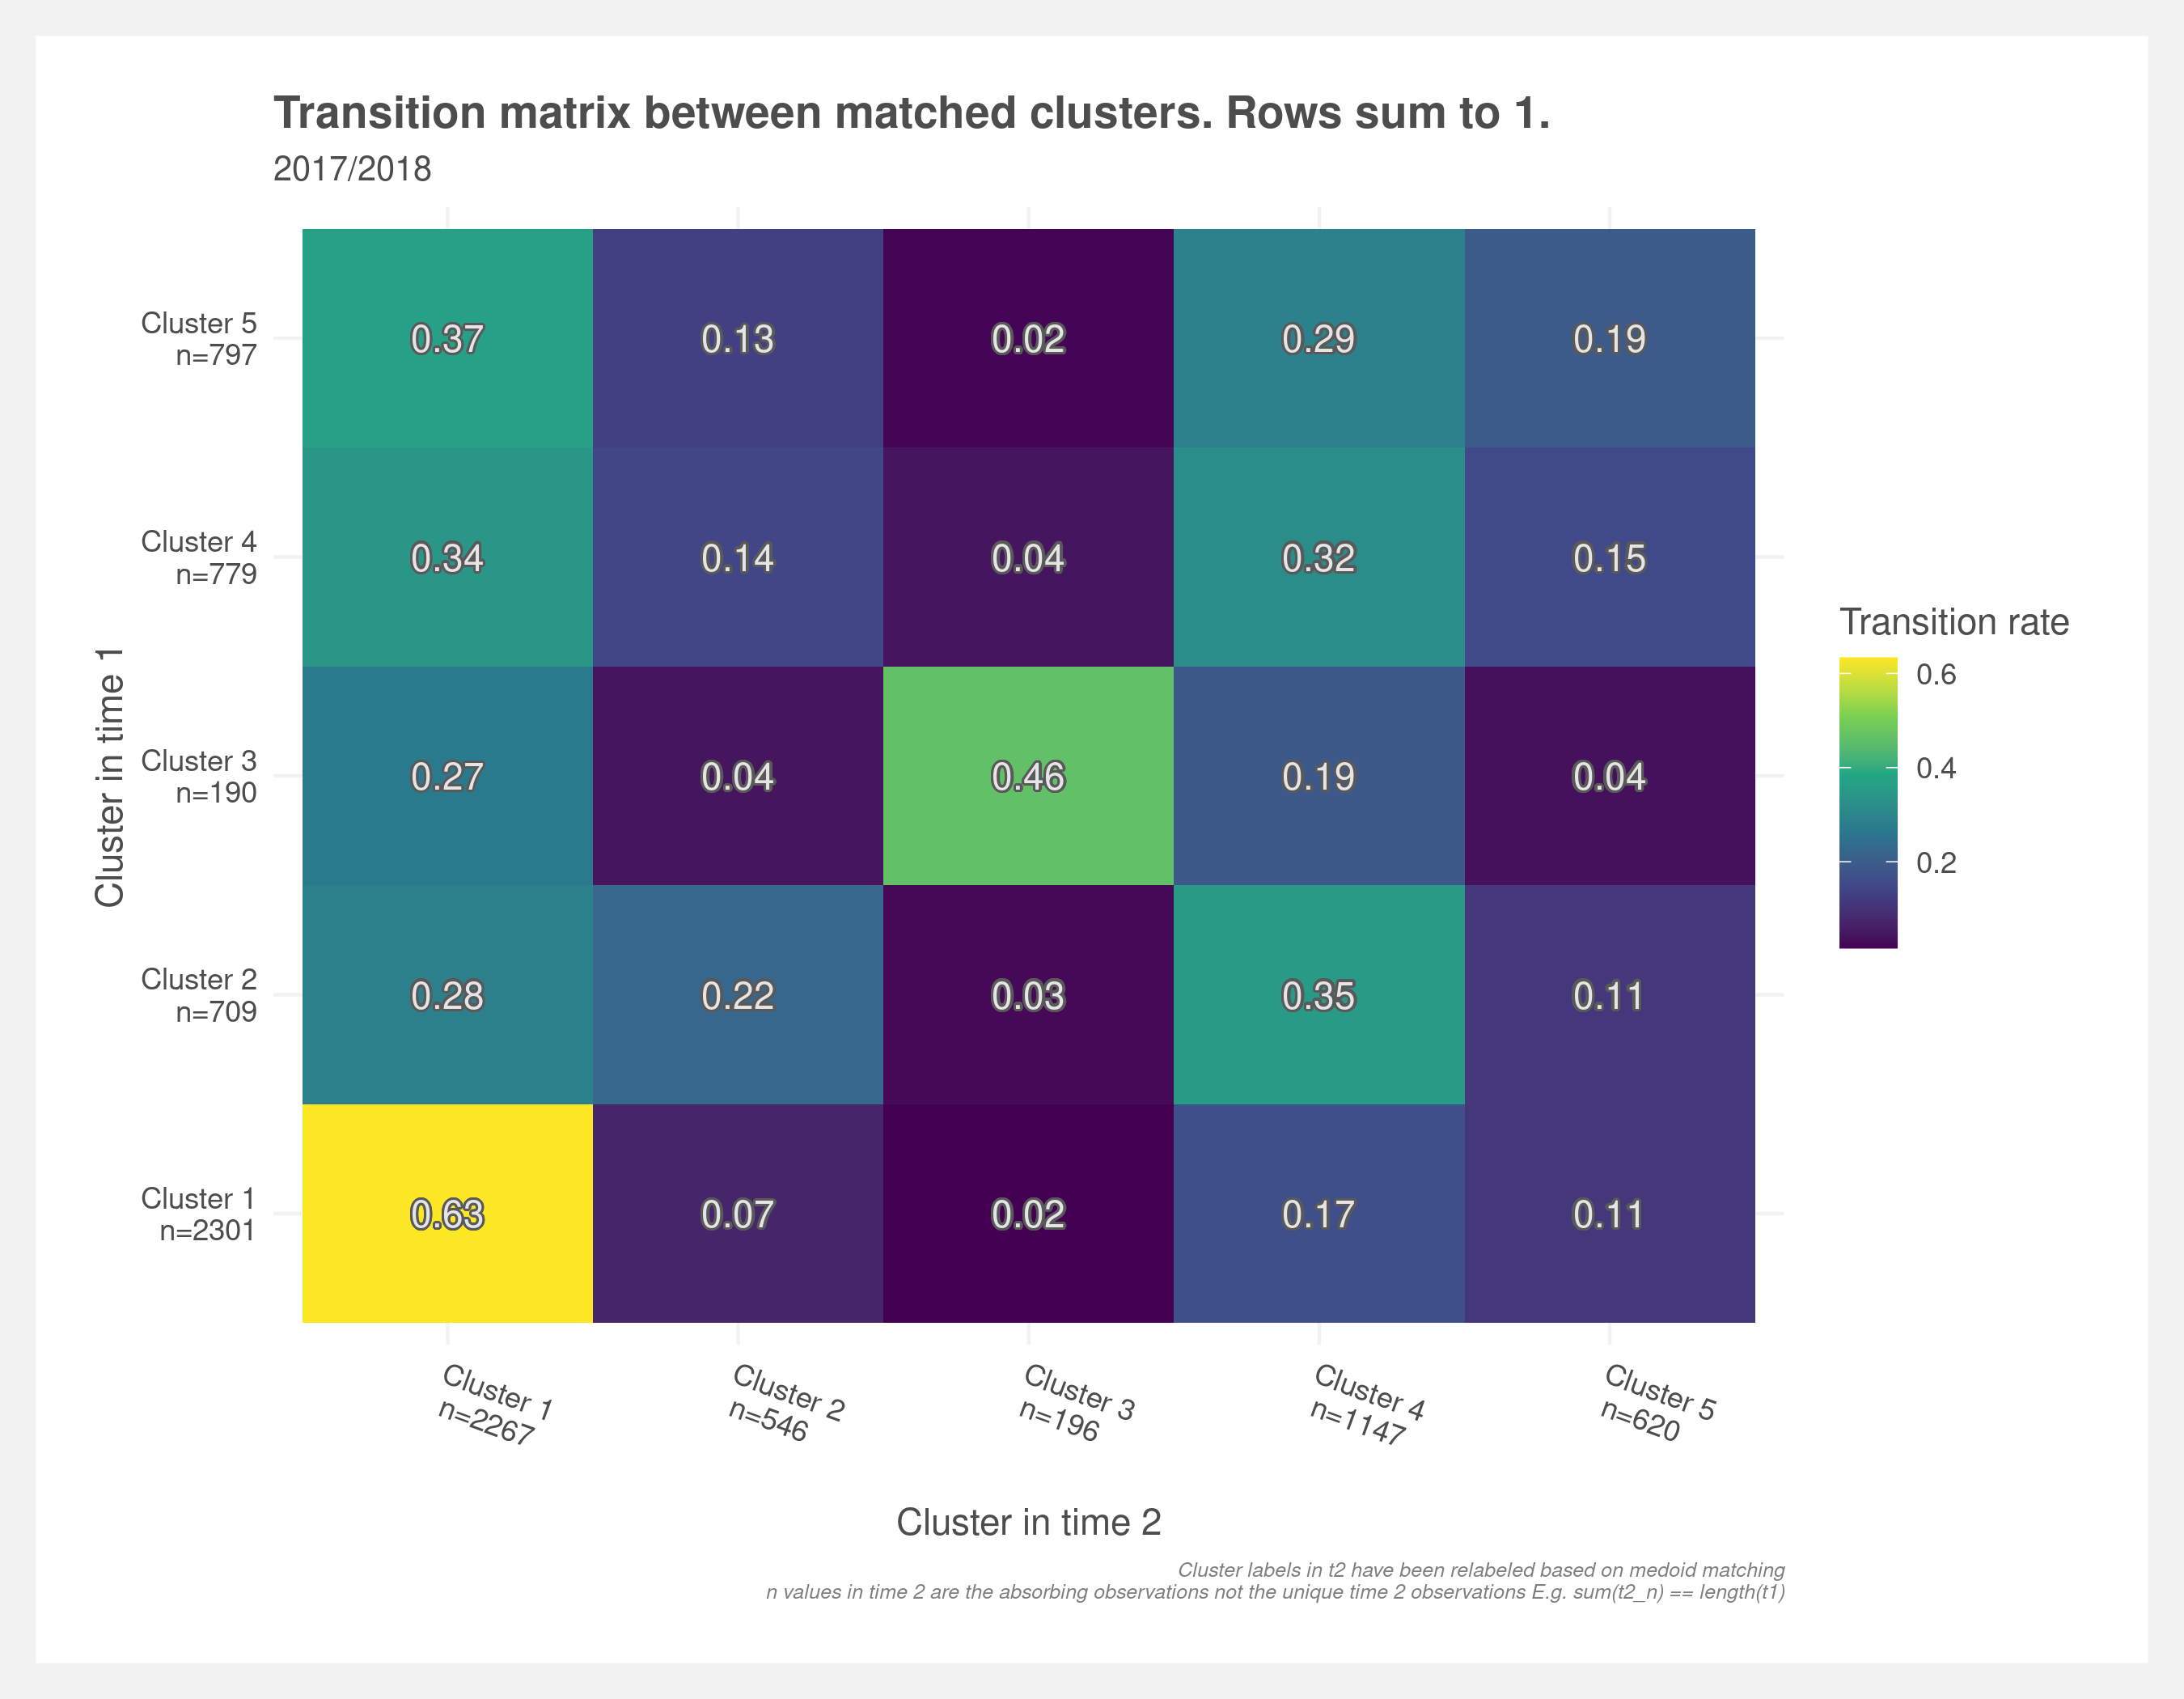 Transition matrix between matched clusters. Rows sum to 1.
2017/2018
Cluster in time 1
Cluster 5
n=797
0.37 0.13 0.02 0.29 0.19
Cluster 4
n=779
0.34 0.14 0.04 0.32 0.15
Cluster 3
n=190
0.27 0.04 0.46 0.19 0.04
Cluster 2
n=709
0.28 0.22 0.03 0.35 0.11
Cluster 1
n=2301
0.63 0.07 0.02 0.17 0.11
Cluster 1
n=2267
Cluster 2
n=546
Cluster 3
n=196
Cluster 4
n=1147
Cluster 5
n=620
Cluster in time 2
Transition rate
0.6
0.4
0.2
Cluster labels in t2 have been relabeled based on medoid matching
n values in time 2 are the absorbing observations not the unique time 2 observations E.g. sum(t2_n) == length(t1)